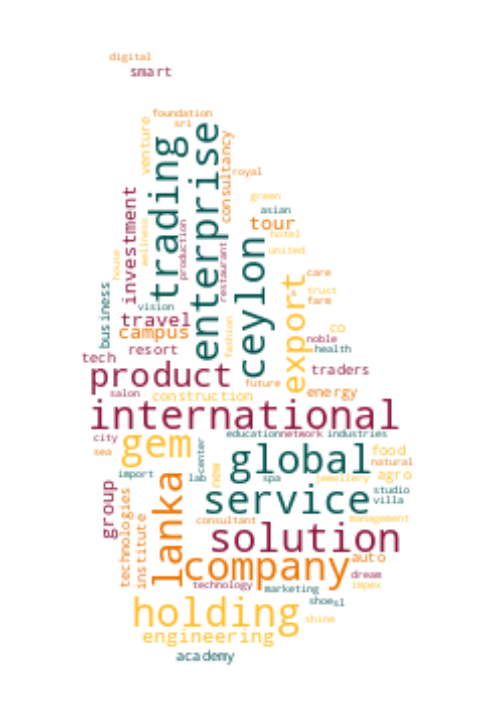 digital
smart
foundation
sri
venture
trading
enterprise
consultancy
royal
investment
wellness
production
green
asian
tour
hotel
united
house
restaurant
ceylon
export
care
trust
farm
business
vision
travel
campus
fashion
co
noble
health
resort
tech
product
future
traders
salon
construction
energy
international
city
gem
education
network
industries
sea
center
global
food
natural
import
lab
new
spa
jewellery
agro
group
lanka
service
studio
villa
technologies
institute
consultant
management
solution
company
auto
technology
dream
marketing
impex
holding
shoe
sl
shine
engineering
academy